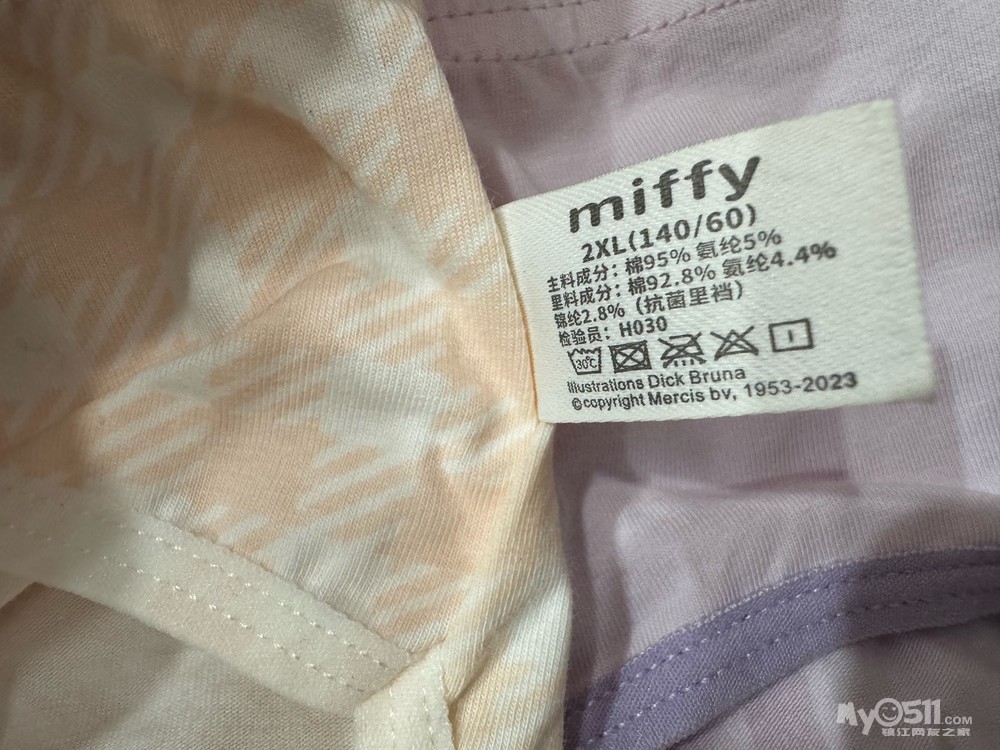 miffy
2XL(140/60)
主料成分：棉95% 氨纶5%
里料成分：棉92.8% 氨纶4.4%
锦纶2.8%（抗菌里裆）
检验员：H030
30℃
Illustrations Dick Bruna
©copyright Mercis bv, 1953-2023
My0511.COM
镇江网友之家